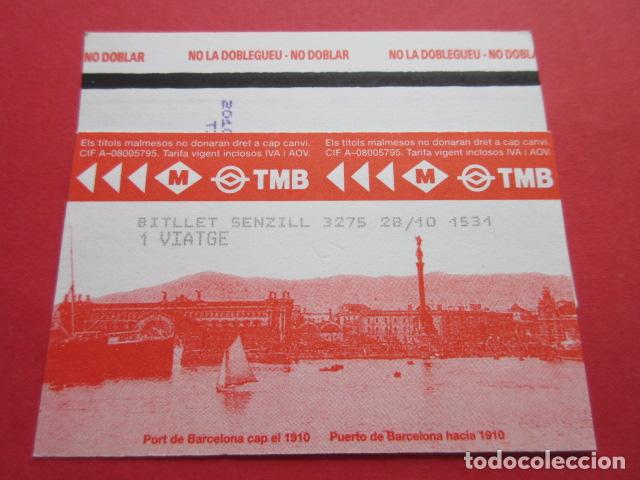 NO DOBLAR NO LA DOBLEGUEU - NO DOBLAR NO LA DOBLEGUEU - NO DOBL
Els títols malmesos no donaran dret a cap canvi. Els títols malmesos no donaran dret a cap canvi.
CIF A-08005795. Tarifa vigent inclosos IVA i AOV. CIF A-08005795. Tarifa vigent inclosos IVA i AOV.
M TMB M TMB
BITLLET SENZILL 3275 28/10 1531
1 VIATGE
Port de Barcelona cap el 1910 Puerto de Barcelona hacia 1910
todocoleccion.net